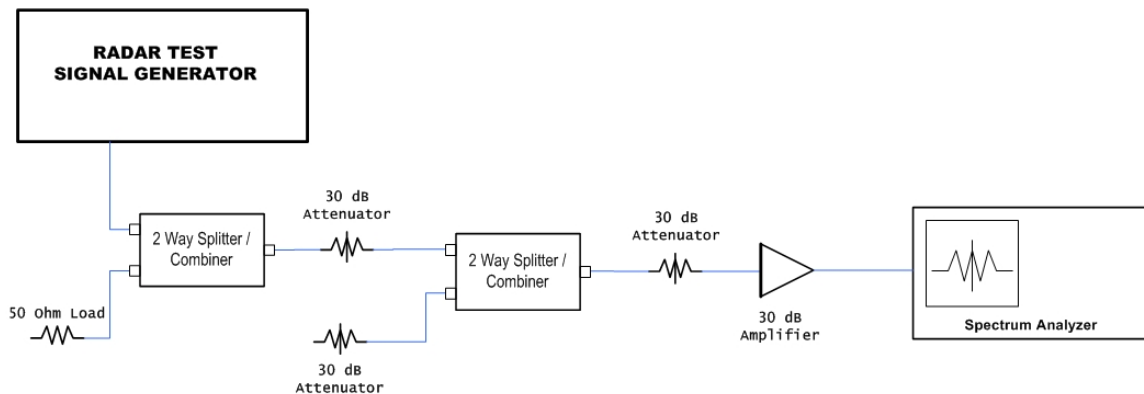 RADAR TEST
SIGNAL GENERATOR
30 dB
Attenuator
2 Way Splitter /
Combiner
30 dB
Attenuator
2 Way Splitter /
Combiner
50 Ohm Load
30 dB
Amplifier
Spectrum Analyzer
30 dB
Attenuator